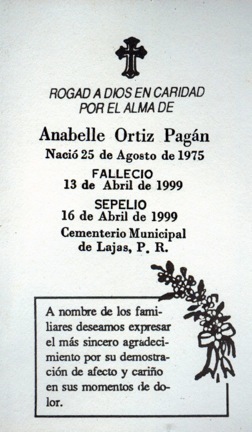 ROGAD A DIOS EN CARIDAD
POR EL ALMA DE
Anabelle Ortiz Pagán
Nació 25 de Agosto de 1975
FALLECIO
13 de Abril de 1999
SEPELIO
16 de Abril de 1999
Cementerio Municipal
de Lajas, P. R.
A nombre de los fami-
liares deseamos expresar
el más sincero agradeci-
miento por su demostra-
ción de afecto y cariño
en sus momentos de do-
lor.